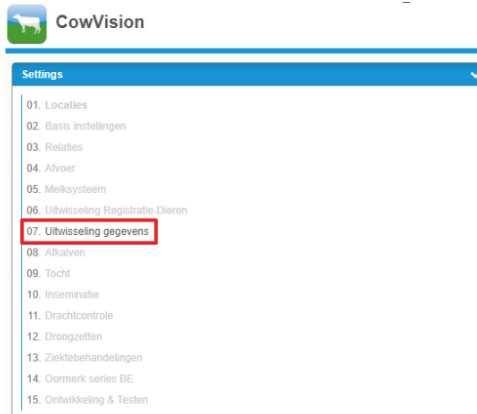 CowVision
Settings
01. Locaties
02. Basis instellingen
03. Relaties
04. Afvoer
05. Melksysteem
06. Uitwisseling Registratie Dieren
07. Uitwisseling gegevens
08. Afkalven
09. Tocht
10. Inseminatie
11. Drachtcontrole
12. Droogzetten
13. Ziektebehandelingen
14. Oormerk series BE
15. Ontwikkeling & Testen